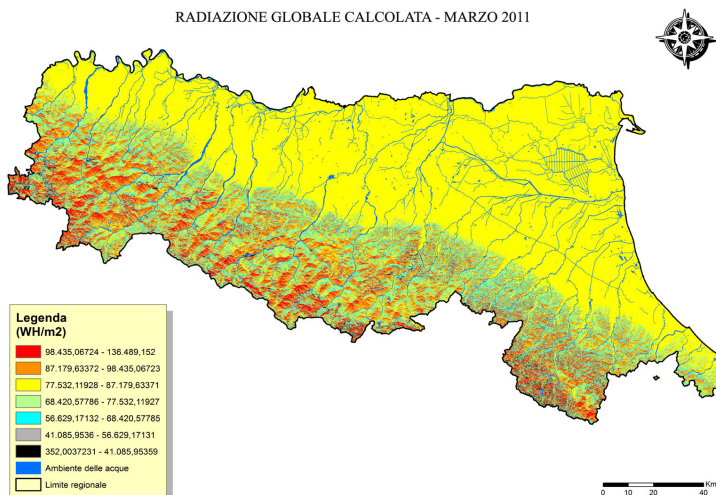 RADIAZIONE GLOBALE CALCOLATA - MARZO 2011
Legenda
(WH/m2)
98.435,06724 - 136.489,152
87.179,63372 - 98.435,06723
77.532,11928 - 87.179,63371
68.420,57786 - 77.532,11927
56.629,17132 - 68.420,57785
41.085,9536 - 56.629,17131
352,0037231 - 41.085,95359
Ambiente delle acque
Limite regionale
Km
0 10 20 40